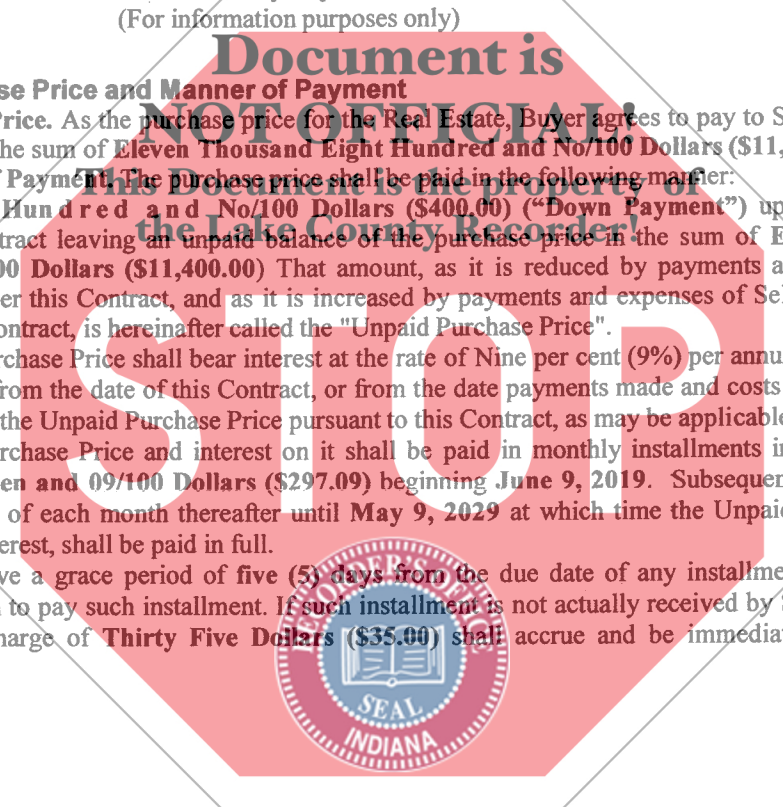 (For information purposes only)
Document is
se Price and Manner of Payment
NOT OFFICIAL!
Price. As the purchase price for the Real Estate, Buyer agrees to pay to S
he sum of Eleven Thousand Eight Hundred and No/100 Dollars ($11,
f Payment. The purchase price shall be paid in the following manner:
This Document is the property of
Hundred and No/100 Dollars ($400.00) (“Down Payment”) up
the Lake County Recorder!
tract leaving an unpaid balance of the purchase price in the sum of E
00 Dollars ($11,400.00) That amount, as it is reduced by payments a
er this Contract, and as it is increased by payments and expenses of Sel
ontract, is hereinafter called the "Unpaid Purchase Price".
rchase Price shall bear interest at the rate of Nine per cent (9%) per annu
from the date of this Contract, or from the date payments made and costs
the Unpaid Purchase Price pursuant to this Contract, as may be applicable
rchase Price and interest on it shall be paid in monthly installments i
en and 09/100 Dollars ($297.09) beginning June 9, 2019. Subsequen
of each month thereafter until May 9, 2029 at which time the Unpai
erest, shall be paid in full.
ve a grace period of five (5) days from the due date of any installme
to pay such installment. If such installment is not actually received by
harge of Thirty Five Dollars ($35.00) shall accrue and be immedia
STOP
SEAL
INDIANA